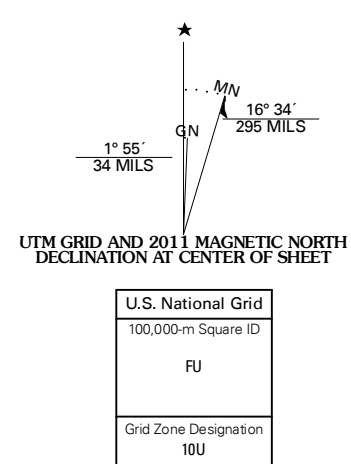 MN
GN
16° 34´
295 MILS
1° 55´
34 MILS
UTM GRID AND 2011 MAGNETIC NORTH
DECLINATION AT CENTER OF SHEET
U.S. National Grid
100,000-m Square ID
FU
Grid Zone Designation
10U